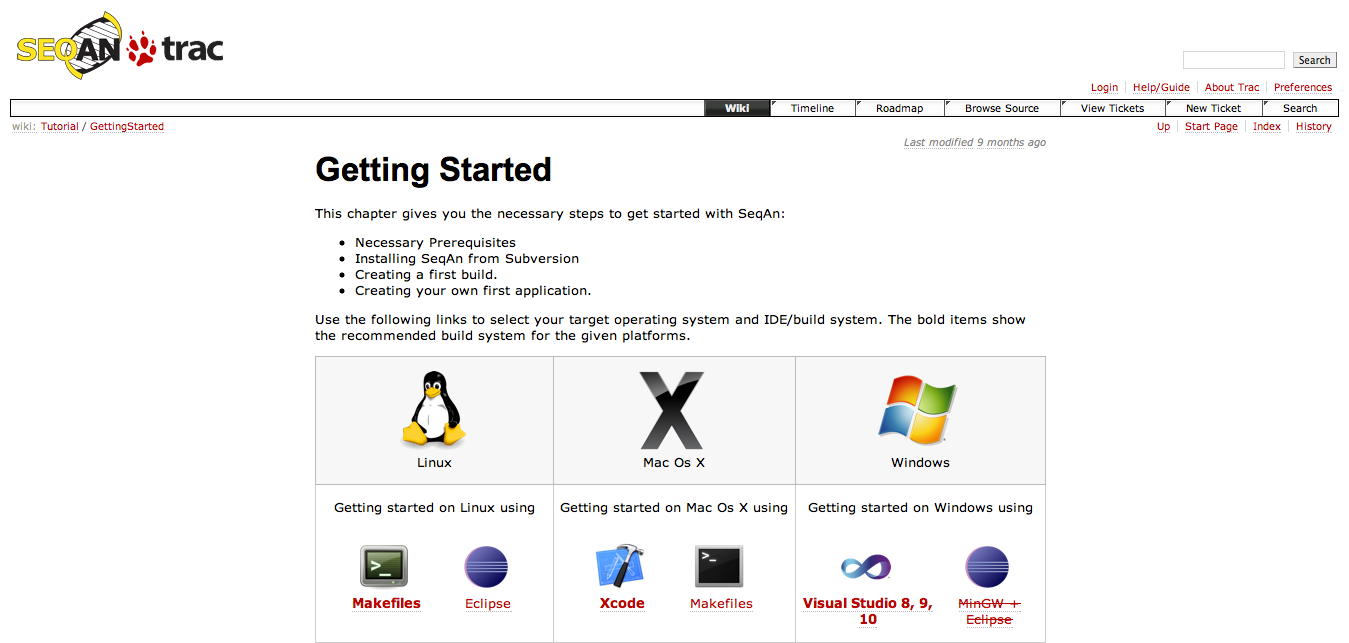 SEQAN trac
Search
Login Help/Guide About Trac Preferences
Wiki Timeline Roadmap Browse Source View Tickets New Ticket Search
wiki: Tutorial / GettingStarted
Up Start Page Index History
Last modified 9 months ago
Getting Started
This chapter gives you the necessary steps to get started with SeqAn:
• Necessary Prerequisites
• Installing SeqAn from Subversion
• Creating a first build.
• Creating your own first application.
Use the following links to select your target operating system and IDE/build system. The bold items show
the recommended build system for the given platforms.
Linux Mac Os X Windows
Getting started on Linux using Getting started on Mac Os X using Getting started on Windows using
>_ >_
Makefiles Eclipse Xcode Makefiles Visual Studio 8, 9, MinGW +
10 Eclipse